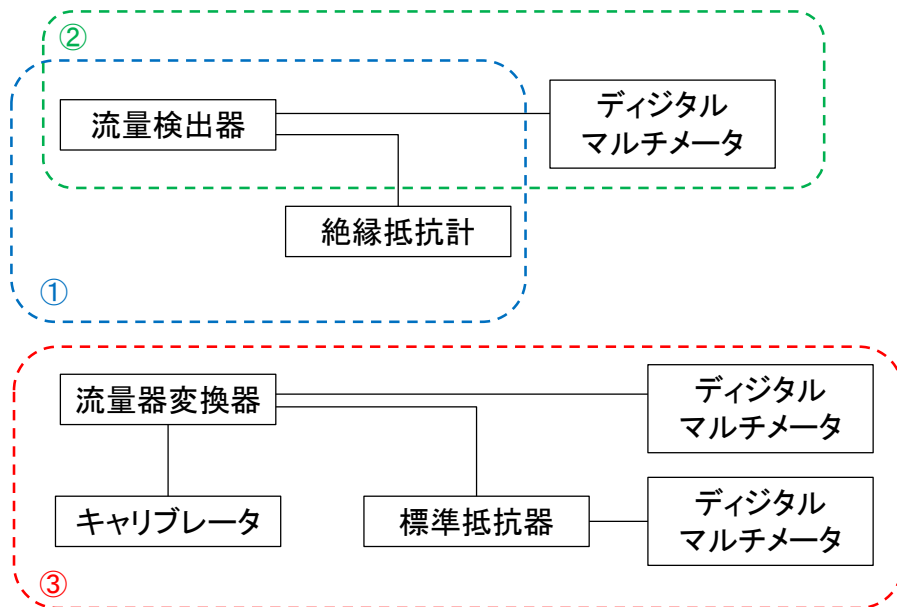 ②
流量検出器
ディジタル
マルチメータ
絶縁抵抗計
①
流量器変換器
ディジタル
マルチメータ
キャリブレータ
標準抵抗器
ディジタル
マルチメータ
③